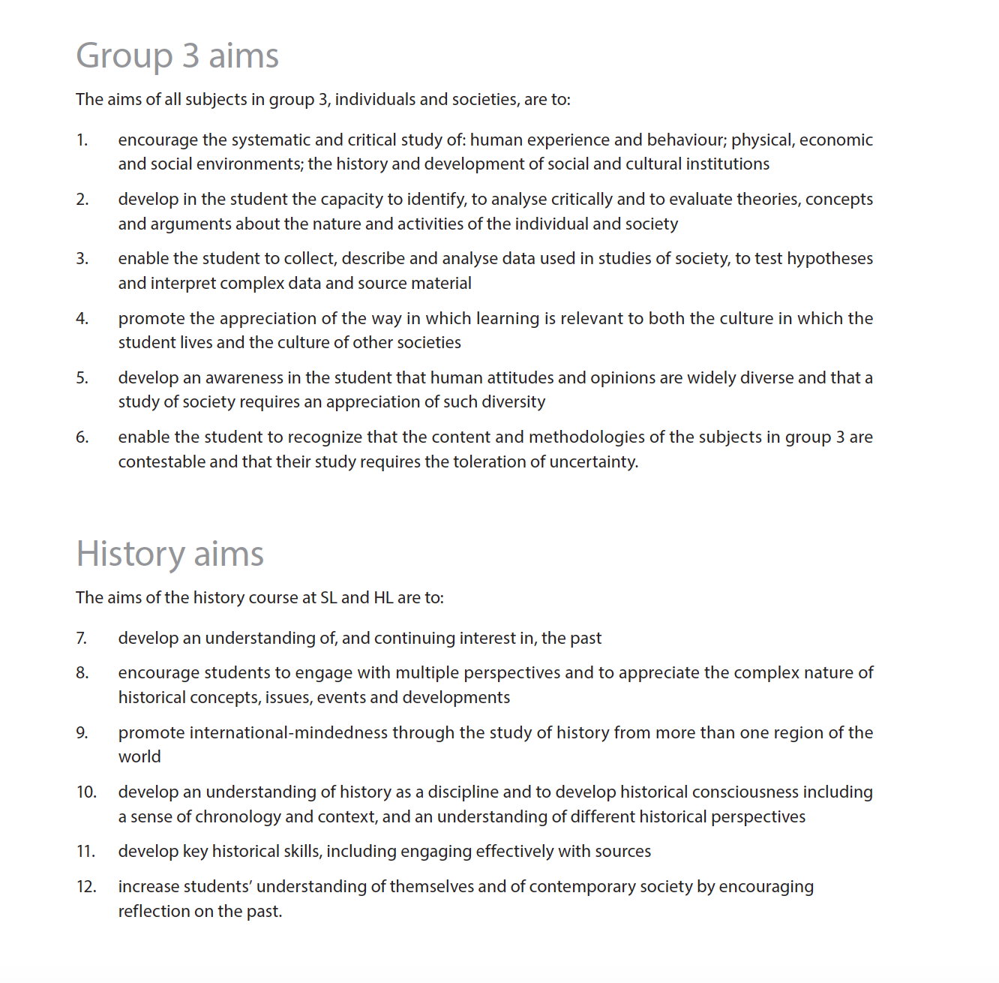 Group 3 aims
The aims of all subjects in group 3, individuals and societies, are to:
1. encourage the systematic and critical study of: human experience and behaviour; physical, economic
and social environments; the history and development of social and cultural institutions
2. develop in the student the capacity to identify, to analyse critically and to evaluate theories, concepts
and arguments about the nature and activities of the individual and society
3. enable the student to collect, describe and analyse data used in studies of society, to test hypotheses
and interpret complex data and source material
4. promote the appreciation of the way in which learning is relevant to both the culture in which the
student lives and the culture of other societies
5. develop an awareness in the student that human attitudes and opinions are widely diverse and that a
study of society requires an appreciation of such diversity
6. enable the student to recognize that the content and methodologies of the subjects in group 3 are
contestable and that their study requires the toleration of uncertainty.
History aims
The aims of the history course at SL and HL are to:
7. develop an understanding of, and continuing interest in, the past
8. encourage students to engage with multiple perspectives and to appreciate the complex nature of
historical concepts, issues, events and developments
9. promote international-mindedness through the study of history from more than one region of the
world
10. develop an understanding of history as a discipline and to develop historical consciousness including
a sense of chronology and context, and an understanding of different historical perspectives
11. develop key historical skills, including engaging effectively with sources
12. increase students’ understanding of themselves and of contemporary society by encouraging
reflection on the past.